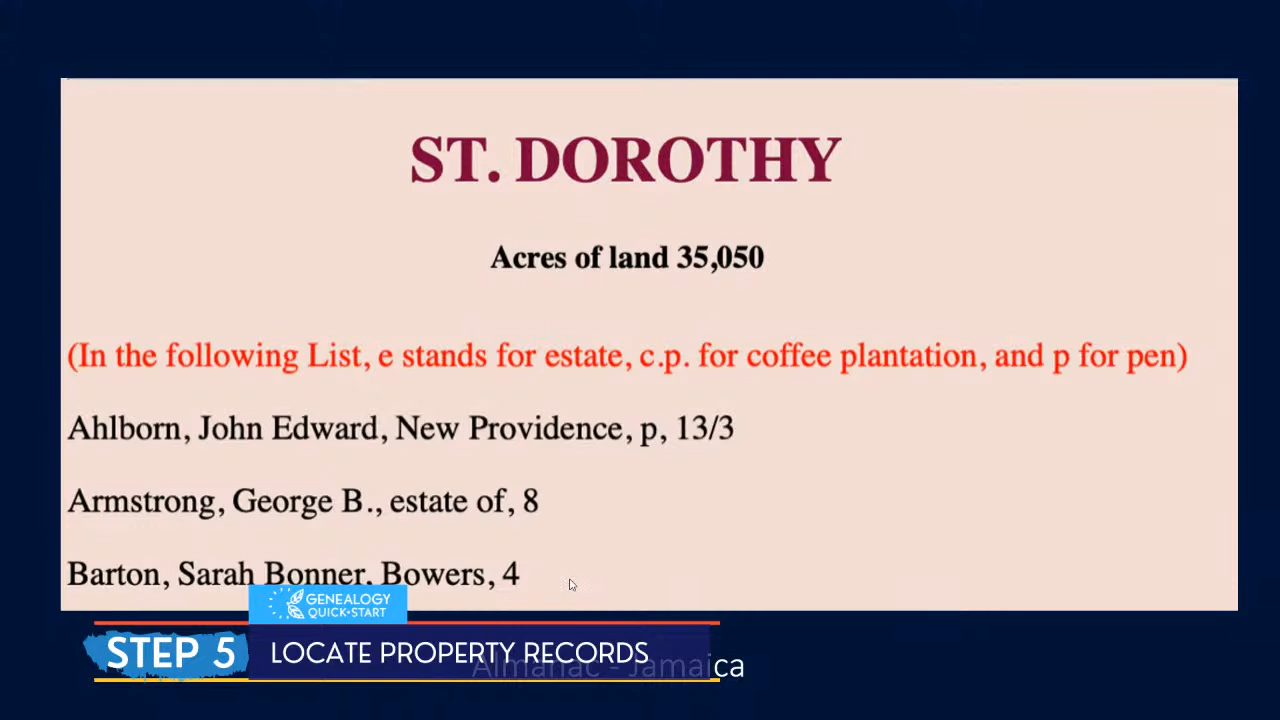 ST. DOROTHY
Acres of land 35,050
(In the following List, e stands for estate, c.p. for coffee plantation, and p for pen)
Ahlborn, John Edward, New Providence, p, 13/3
Armstrong, George B., estate of, 8
Barton, Sarah Bonner, Bowers, 4
GENEALOGY
QUICK•START
STEP 5
LOCATE PROPERTY RECORDS
Almanac - Jamaica